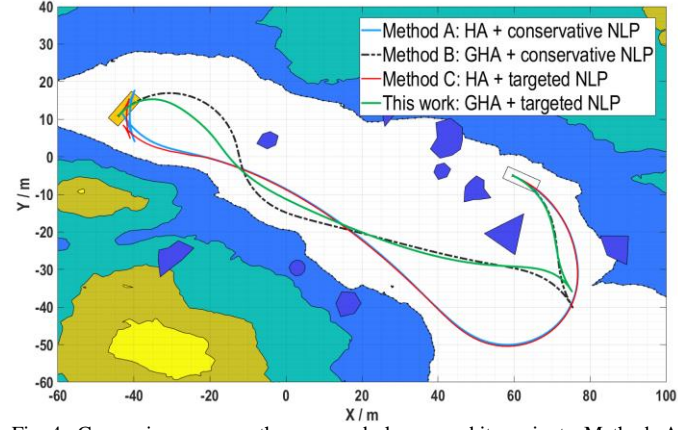 Method A: HA + conservative NLP
Method B: GHA + conservative NLP
Method C: HA + targeted NLP
This work: GHA + targeted NLP
Y / m
40
30
20
10
0
-10
-20
-30
-40
-50
-60
-60 -40 -20 0 20 40 60 80 100
X / m